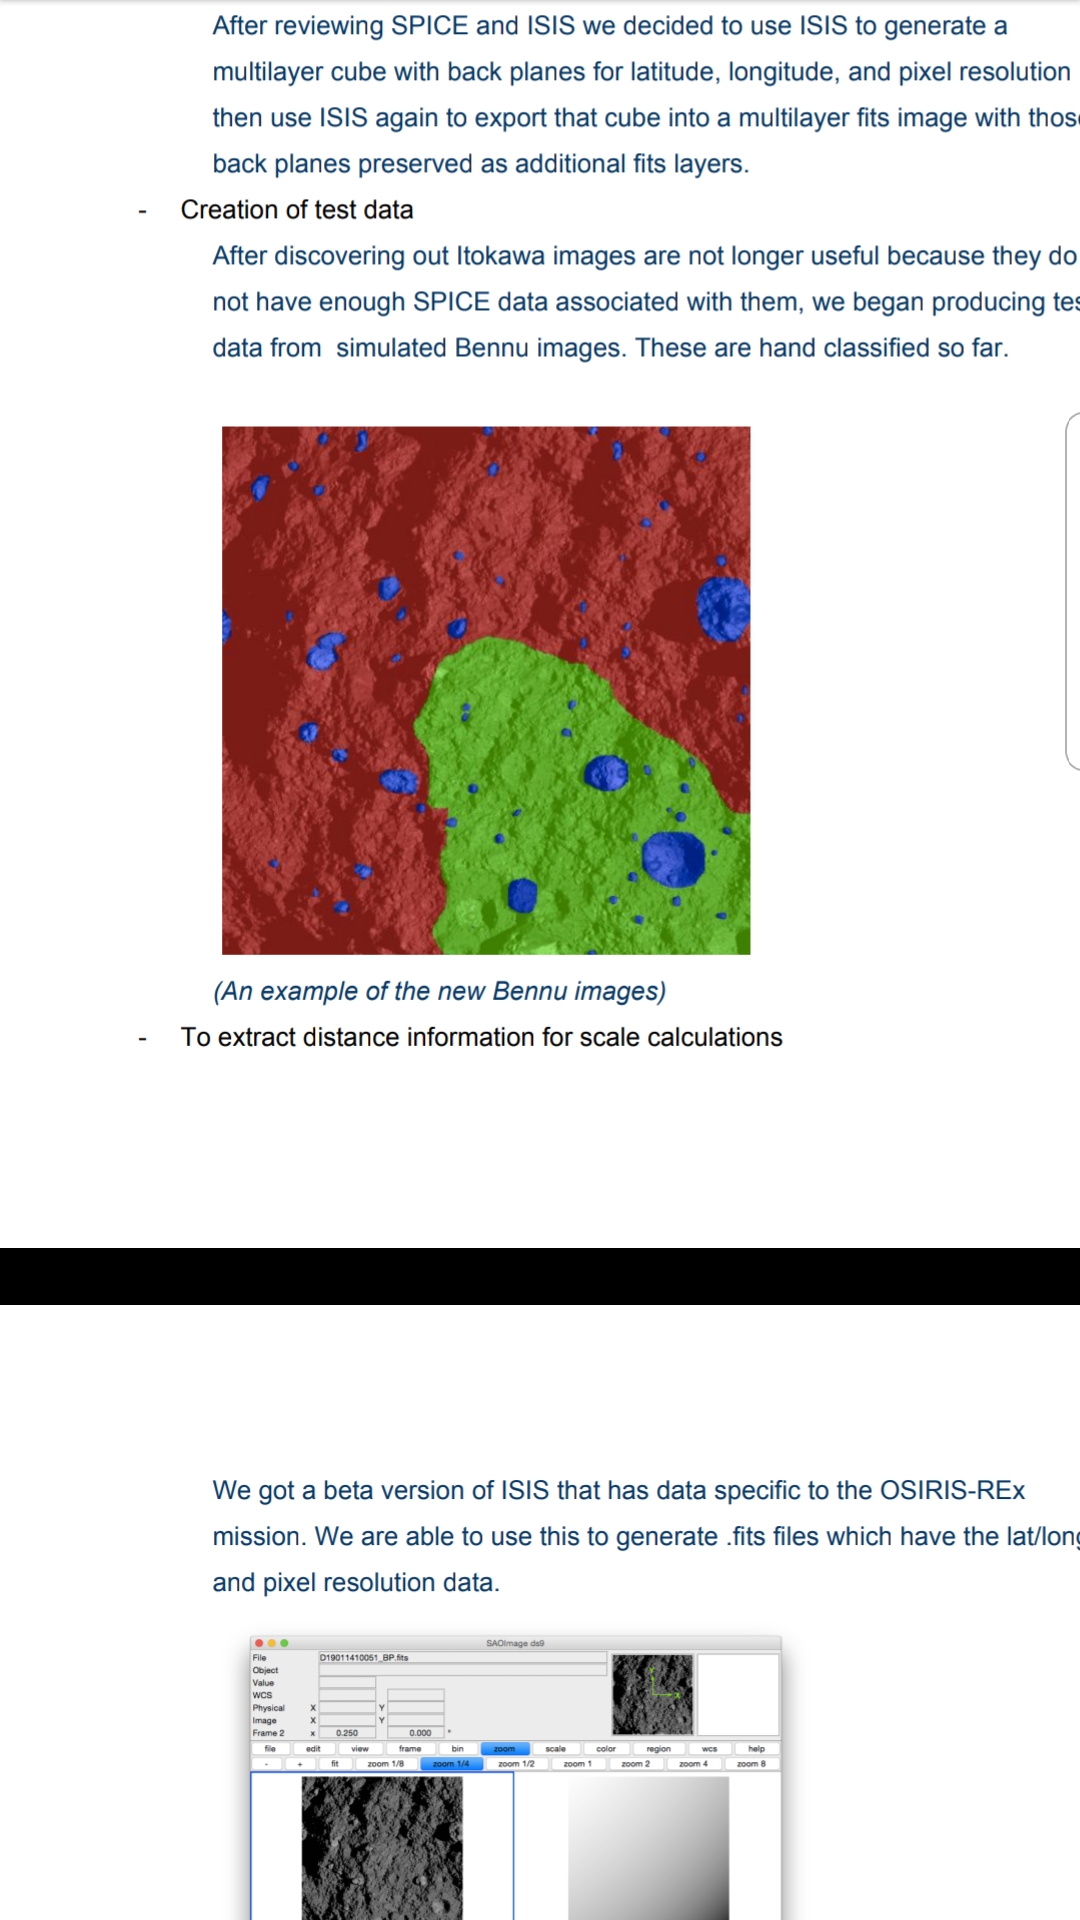 After reviewing SPICE and ISIS we decided to use ISIS to generate a
multilayer cube with back planes for latitude, longitude, and pixel resolution
then use ISIS again to export that cube into a multilayer fits image with thos
back planes preserved as additional fits layers.
- Creation of test data
After discovering out Itokawa images are not longer useful because they do
not have enough SPICE data associated with them, we began producing tes
data from simulated Bennu images. These are hand classified so far.
(An example of the new Bennu images)
- To extract distance information for scale calculations
We got a beta version of ISIS that has data specific to the OSIRIS-REx
mission. We are able to use this to generate .fits files which have the lat/long
and pixel resolution data.
SAOImage ds9
File D19011410051_BP.fits
Object
Value
WCS
Physical X Y
Image X Y
Frame 2 x 0.250 0.000 °
file edit view frame bin zoom scale color region wcs help
- + fit zoom 1/8 zoom 1/4 zoom 1/2 zoom 1 zoom 2 zoom 4 zoom 8